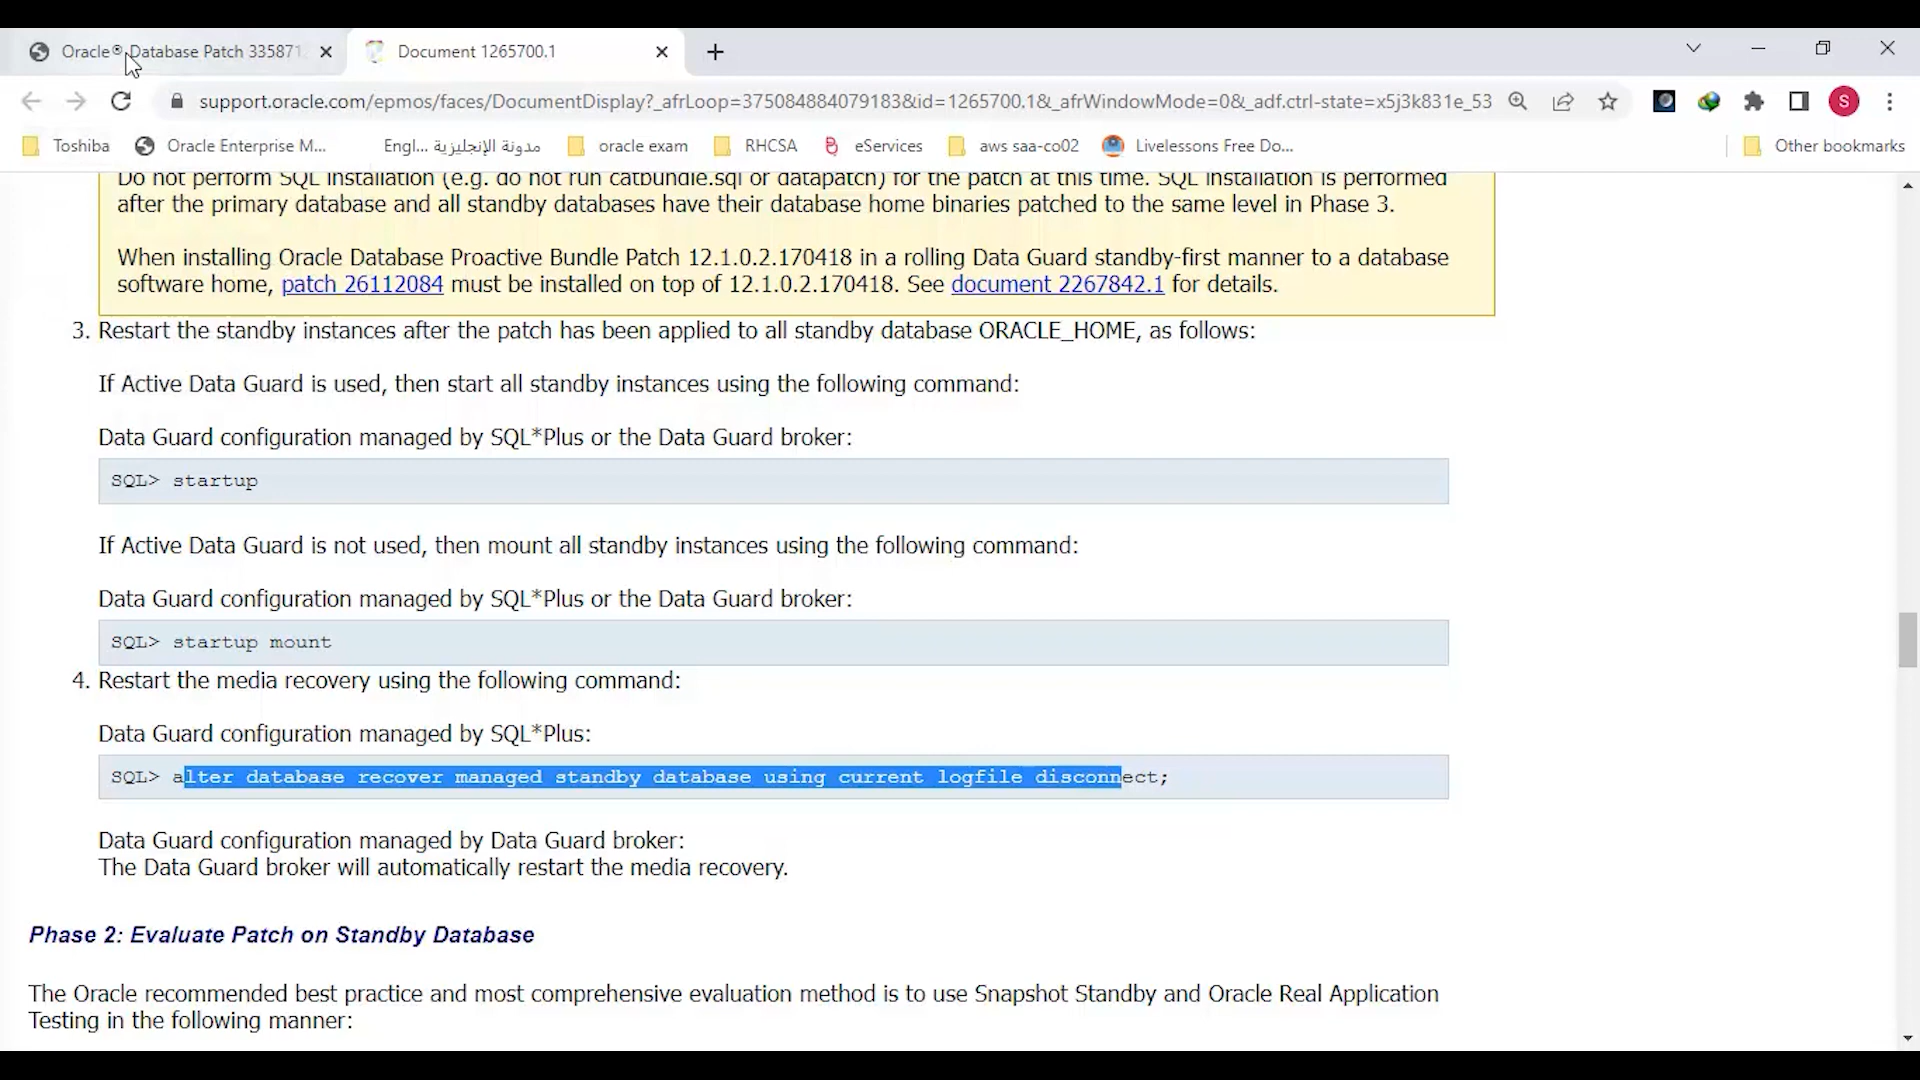 Oracle® Database Patch 335871
Document 1265700.1
support.oracle.com/epmos/faces/DocumentDisplay?_afrLoop=375084884079183&id=1265700.1&_afrWindowMode=0&_adf.ctrl-state=x5j3k831e_53
S
Toshiba
Oracle Enterprise M...
Engl... مدونة الإنجليزية
oracle exam
RHCSA
eServices
aws saa-co02
Livelessons Free Do...
Other bookmarks
Do not perform SQL installation (e.g. do not run catbundle.sql or datapatch) for the patch at this time. SQL installation is performed
after the primary database and all standby databases have their database home binaries patched to the same level in Phase 3.
When installing Oracle Database Proactive Bundle Patch 12.1.0.2.170418 in a rolling Data Guard standby-first manner to a database
software home, patch 26112084 must be installed on top of 12.1.0.2.170418. See document 2267842.1 for details.
3. Restart the standby instances after the patch has been applied to all standby database ORACLE_HOME, as follows:
If Active Data Guard is used, then start all standby instances using the following command:
Data Guard configuration managed by SQL*Plus or the Data Guard broker:
SQL> startup
If Active Data Guard is not used, then mount all standby instances using the following command:
Data Guard configuration managed by SQL*Plus or the Data Guard broker:
SQL> startup mount
4. Restart the media recovery using the following command:
Data Guard configuration managed by SQL*Plus:
SQL> alter database recover managed standby database using current logfile disconnect;
Data Guard configuration managed by Data Guard broker:
The Data Guard broker will automatically restart the media recovery.
Phase 2: Evaluate Patch on Standby Database
The Oracle recommended best practice and most comprehensive evaluation method is to use Snapshot Standby and Oracle Real Application
Testing in the following manner: